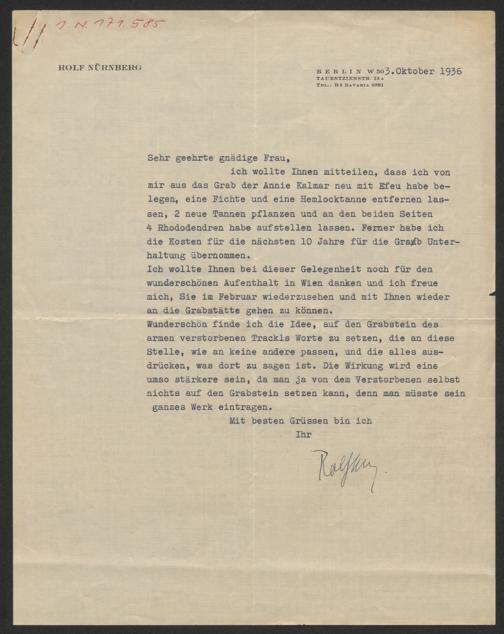 1 N. 171.585
ROLF NÜRNBERG
BERLIN W 50 3.Oktober 1936
TAUENTZIENSTR. 13a
TEL.: B4 BAVARIA 0881
Sehr geehrte gnädige Frau,
ich wollte Ihnen mitteilen, dass ich von
mir aus das Grab der Annie Kalmar neu mit Efeu habe be-
legen, eine Fichte und eine Hemlocktanne entfernen las-
sen, 2 neue Tannen pflanzen und an den beiden Seiten
4 Rhododendren habe aufstellen lassen. Ferner habe ich
die Kosten für die nächsten 10 Jahre für die Grab Unter-
haltung übernommen.
Ich wollte Ihnen bei dieser Gelegenheit noch für den
wunderschönen Aufenthalt in Wien danken und ich freue
mich, Sie im Februar wiederzusehen und mit Ihnen wieder
an die Grabstätte gehen zu können.
Wunderschön finde ich die Idee, auf den Grabstein des
armen verstorbenen Trackls Worte zu setzen, die an diese
Stelle, wie an keine andere passen, und die alles aus-
drücken, was dort zu sagen ist. Die Wirkung wird eine
umso stärkere sein, da man ja von dem Verstorbenen selbst
nichts auf den Grabstein setzen kann, denn man müsste sein
ganzes Werk eintragen.
Mit besten Grüssen bin ich
Ihr